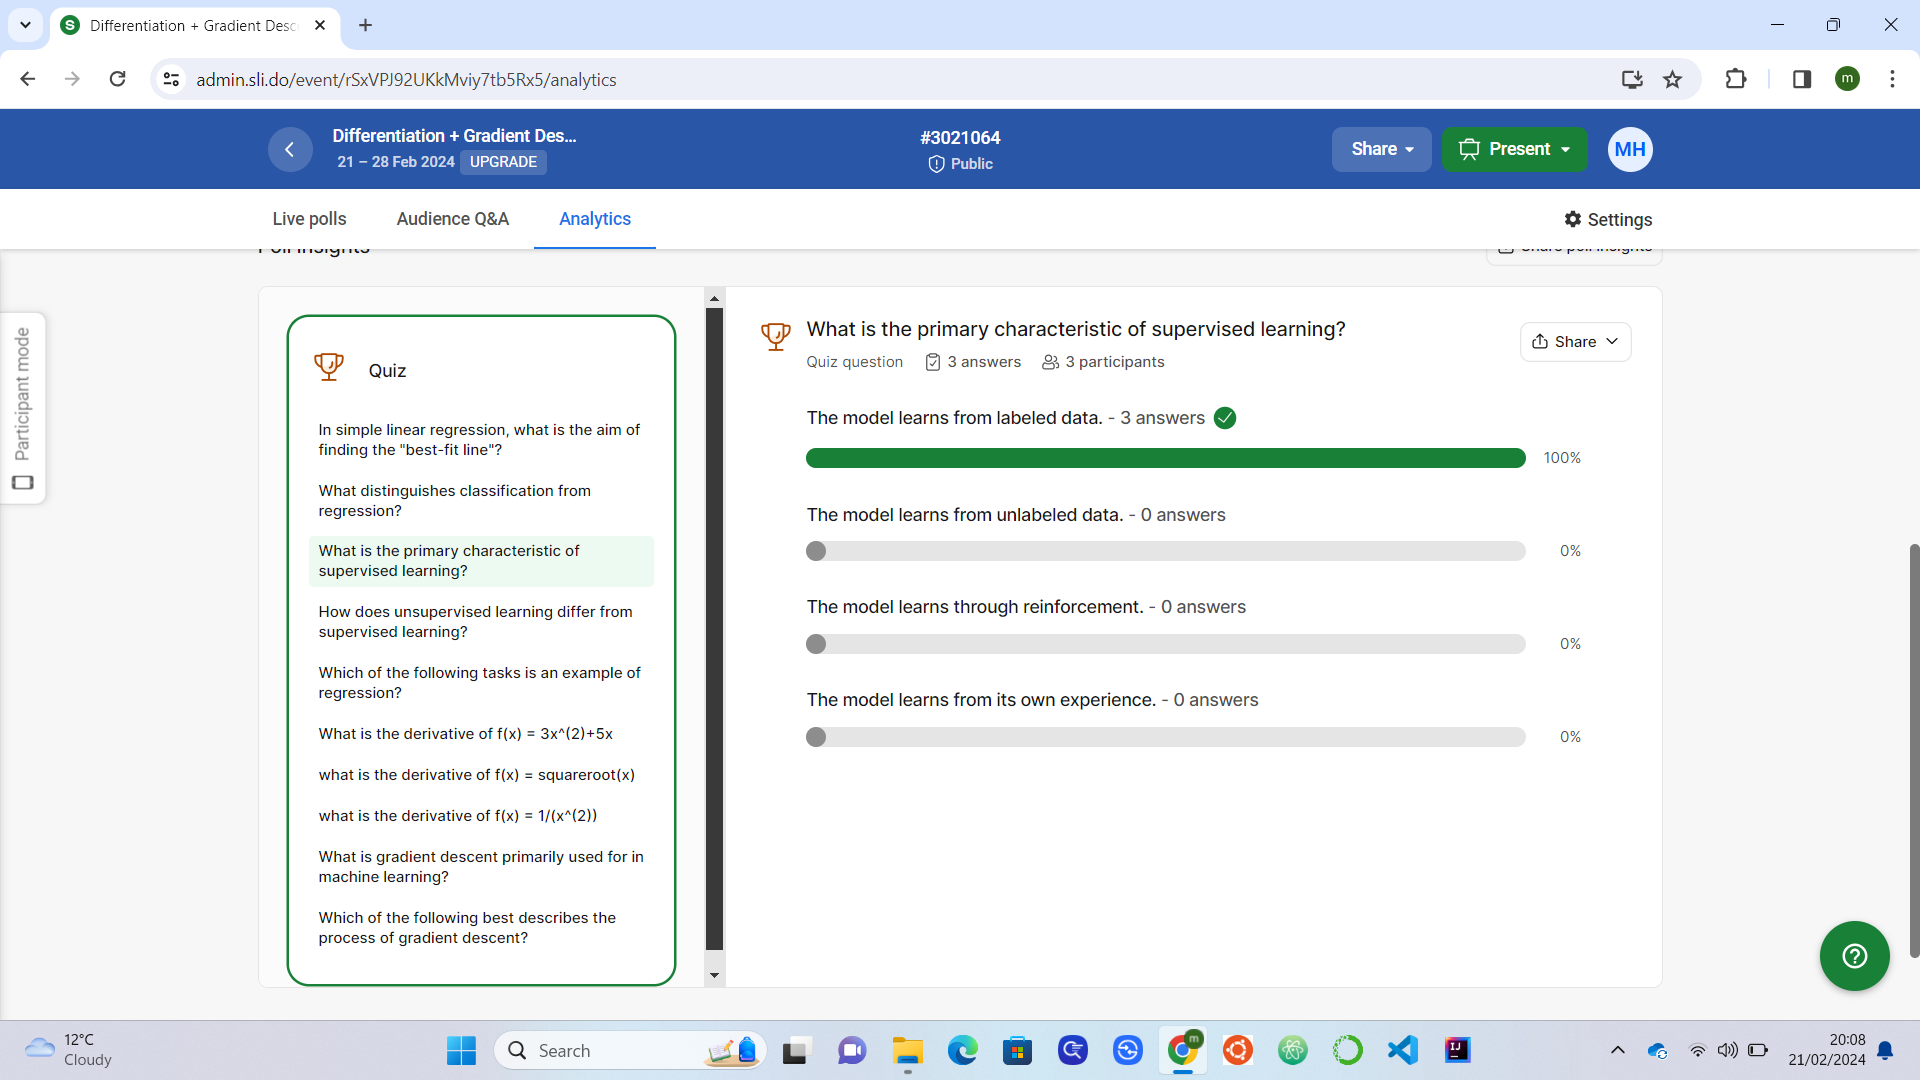 Differentiation + Gradient Desc
admin.sli.do/event/rSxVPJ92UKkMviy7tb5Rx5/analytics
m
Differentiation + Gradient Des...
21 – 28 Feb 2024 UPGRADE
#3021064
Public
Share
Present
MH
Live polls
Audience Q&A
Analytics
Settings
Poll insights
Share poll insights
Participant mode
Quiz
In simple linear regression, what is the aim of
finding the "best-fit line"?
What distinguishes classification from
regression?
What is the primary characteristic of
supervised learning?
How does unsupervised learning differ from
supervised learning?
Which of the following tasks is an example of
regression?
What is the derivative of f(x) = 3x^(2)+5x
what is the derivative of f(x) = squareroot(x)
what is the derivative of f(x) = 1/(x^(2))
What is gradient descent primarily used for in
machine learning?
Which of the following best describes the
process of gradient descent?
What is the primary characteristic of supervised learning?
Quiz question 3 answers 3 participants
Share
The model learns from labeled data. - 3 answers
100%
The model learns from unlabeled data. - 0 answers
0%
The model learns through reinforcement. - 0 answers
0%
The model learns from its own experience. - 0 answers
0%
12°C
Cloudy
Search
m
20:08
21/02/2024